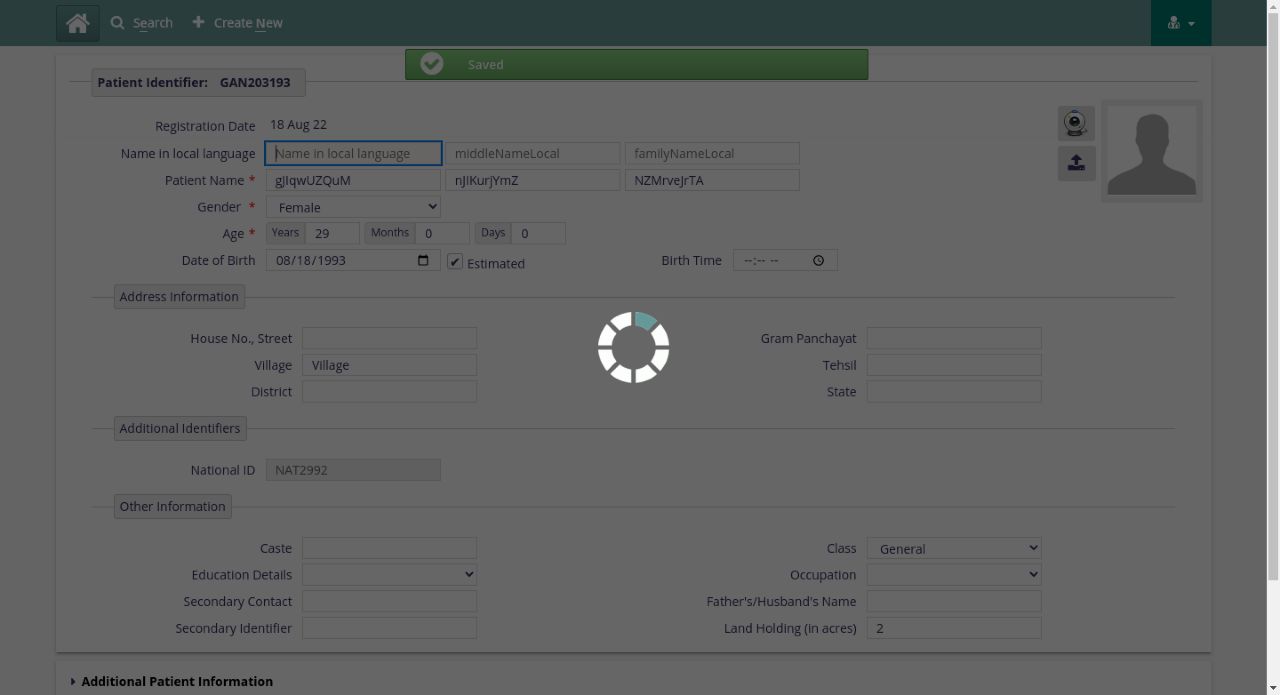 Search Create New
Saved
Patient Identifier: GAN203193
Registration Date 18 Aug 22
Name in local language Name in local language middleNameLocal familyNameLocal
Patient Name * gJlqwUZQuM nJIKurjYmZ NZMrveJrTA
Gender * Female
Age * Years 29 Months 0 Days 0
Date of Birth 08/18/1993 Estimated Birth Time --:-- --
Address Information
House No., Street Gram Panchayat
Village Village Tehsil
District State
Additional Identifiers
National ID NAT2992
Other Information
Caste Class General
Education Details Occupation
Secondary Contact Father's/Husband's Name
Secondary Identifier Land Holding (in acres) 2
Additional Patient Information